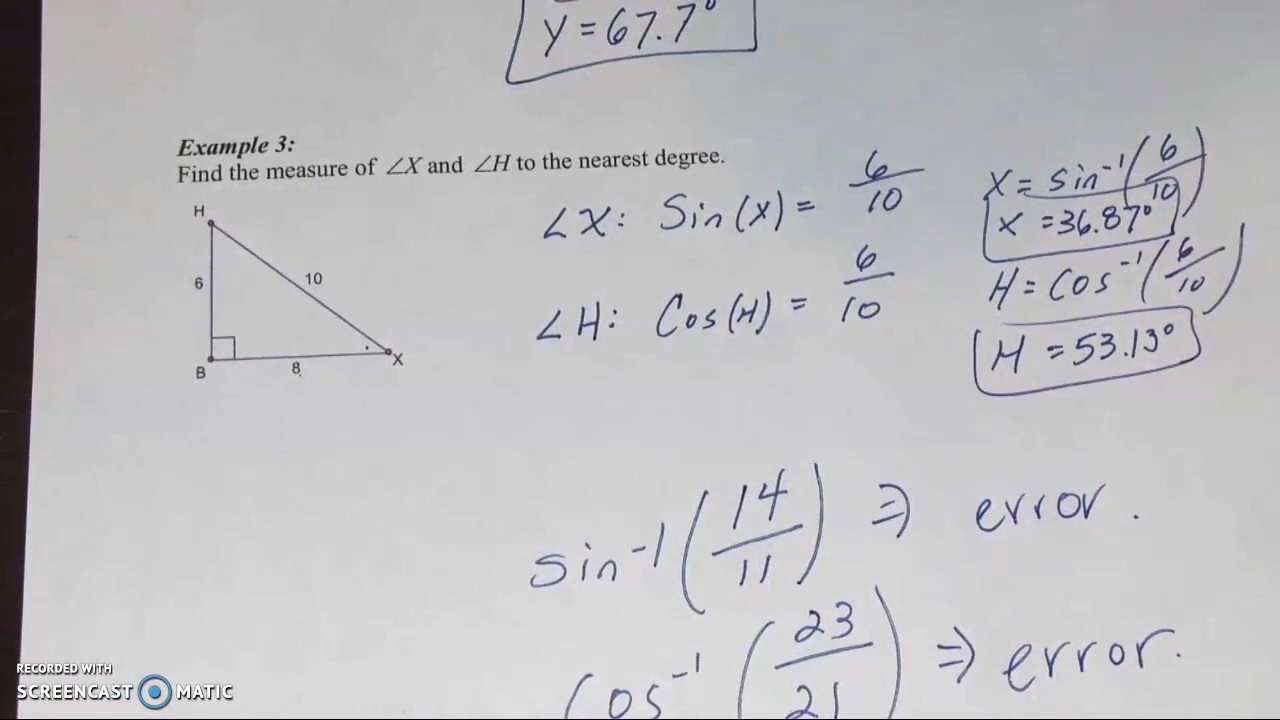 Y = 67.7°
Example 3:
Find the measure of ∠X and ∠H to the nearest degree.
H
6
10
B
8
X
∠X: Sin(x) = 6/10
X = sin⁻¹(6/10)
X = 36.87°
∠H: Cos(H) = 6/10
H = Cos⁻¹(6/10)
H = 53.13°
sin⁻¹(14/11) ⇒ error.
Cos⁻¹(23/21) ⇒ error.
RECORDED WITH
SCREENCAST MATIC